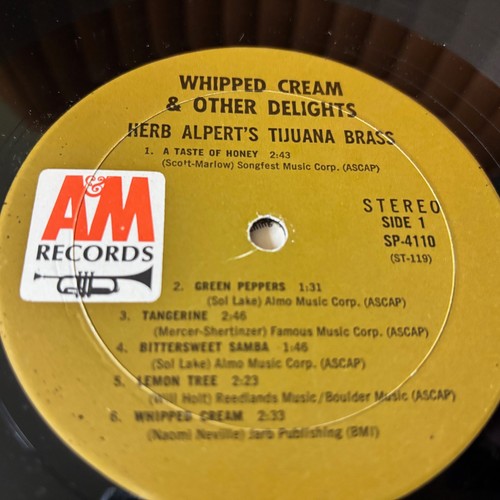 WHIPPED CREAM
& OTHER DELIGHTS
HERB ALPERT'S TIJUANA BRASS
1. A TASTE OF HONEY 2:43
(Scott-Marlow) Songfest Music Corp. (ASCAP)
A&M
RECORDS
STEREO
SIDE 1
SP-4110
(ST-119)
2. GREEN PEPPERS 1:31
(Sol Lake) Almo Music Corp. (ASCAP)
3. TANGERINE 2:46
(Mercer-Shertinzer) Famous Music Corp. (ASCAP)
4. BITTERSWEET SAMBA 1:46
(Sol Lake) Almo Music Corp. (ASCAP)
5. LEMON TREE 2:23
(Will Holt) Reedlands Music/Boulder Music (ASCAP)
6. WHIPPED CREAM 2:33
(Naomi Neville) Jarb Publishing (BMI)